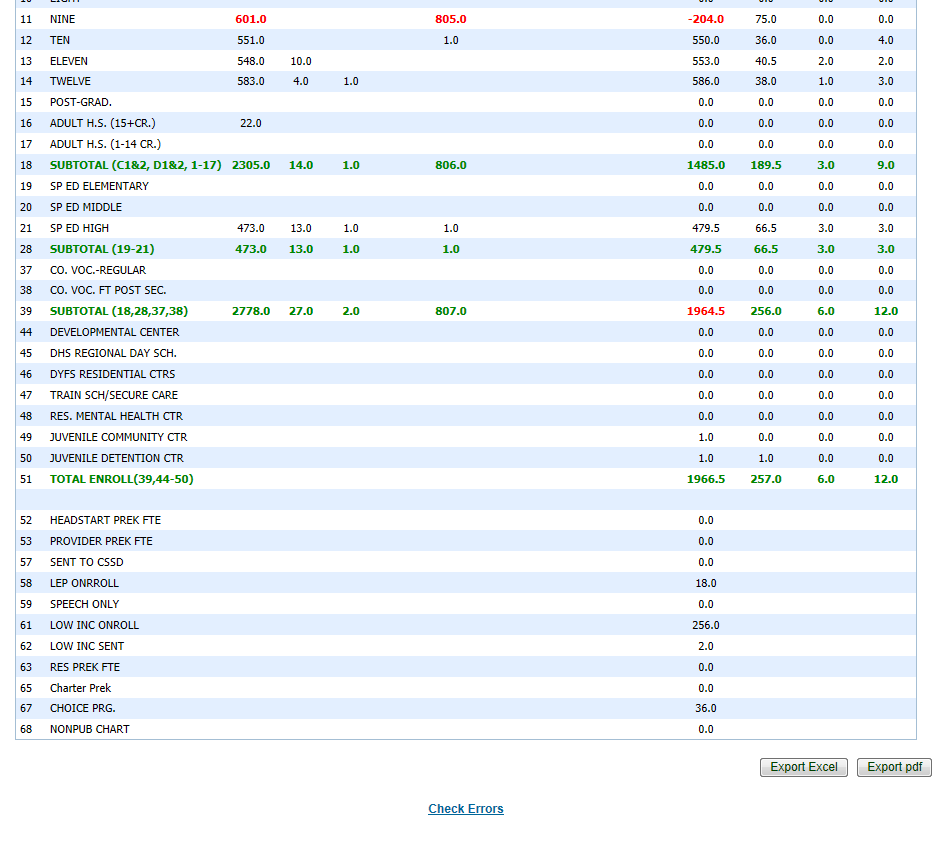 11 NINE 601.0 805.0 -204.0 75.0 0.0 0.0
12 TEN 551.0 1.0 550.0 36.0 0.0 4.0
13 ELEVEN 548.0 10.0 553.0 40.5 2.0 2.0
14 TWELVE 583.0 4.0 1.0 586.0 38.0 1.0 3.0
15 POST-GRAD. 0.0 0.0 0.0 0.0
16 ADULT H.S. (15+CR.) 22.0 0.0 0.0 0.0 0.0
17 ADULT H.S. (1-14 CR.) 0.0 0.0 0.0 0.0
18 SUBTOTAL (C1&2, D1&2, 1-17) 2305.0 14.0 1.0 806.0 1485.0 189.5 3.0 9.0
19 SP ED ELEMENTARY 0.0 0.0 0.0 0.0
20 SP ED MIDDLE 0.0 0.0 0.0 0.0
21 SP ED HIGH 473.0 13.0 1.0 1.0 479.5 66.5 3.0 3.0
28 SUBTOTAL (19-21) 473.0 13.0 1.0 1.0 479.5 66.5 3.0 3.0
37 CO. VOC.-REGULAR 0.0 0.0 0.0 0.0
38 CO. VOC. FT POST SEC. 0.0 0.0 0.0 0.0
39 SUBTOTAL (18,28,37,38) 2778.0 27.0 2.0 807.0 1964.5 256.0 6.0 12.0
44 DEVELOPMENTAL CENTER 0.0 0.0 0.0 0.0
45 DHS REGIONAL DAY SCH. 0.0 0.0 0.0 0.0
46 DYFS RESIDENTIAL CTRS 0.0 0.0 0.0 0.0
47 TRAIN SCH/SECURE CARE 0.0 0.0 0.0 0.0
48 RES. MENTAL HEALTH CTR 0.0 0.0 0.0 0.0
49 JUVENILE COMMUNITY CTR 1.0 0.0 0.0 0.0
50 JUVENILE DETENTION CTR 1.0 1.0 0.0 0.0
51 TOTAL ENROLL(39,44-50) 1966.5 257.0 6.0 12.0
52 HEADSTART PREK FTE 0.0
53 PROVIDER PREK FTE 0.0
57 SENT TO CSSD 0.0
58 LEP ONRROLL 18.0
59 SPEECH ONLY 0.0
61 LOW INC ONROLL 256.0
62 LOW INC SENT 2.0
63 RES PREK FTE 0.0
65 Charter Prek 0.0
67 CHOICE PRG. 36.0
68 NONPUB CHART 0.0
Export Excel Export pdf
Check Errors